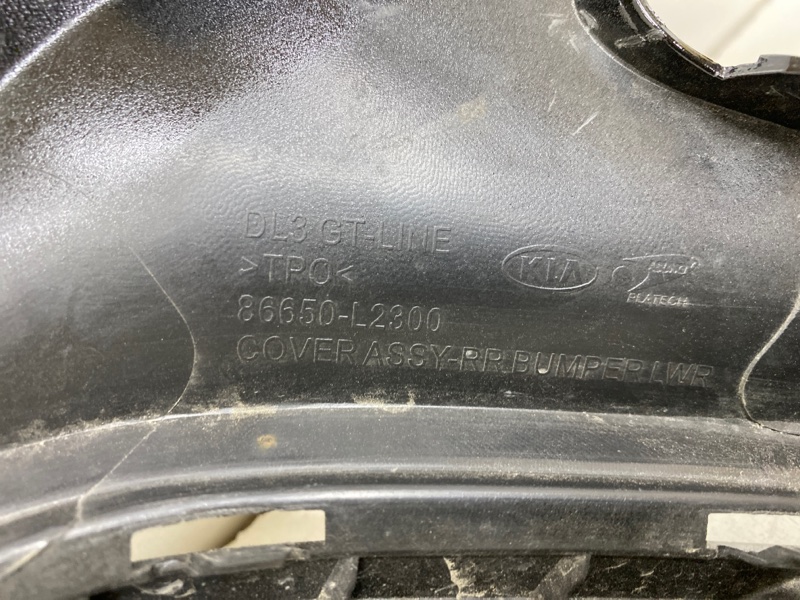 DL3 GT-LINE
>TPO<
86650-L2300
COVER ASSY-RR BUMPER LWR
KIA
PLATECH